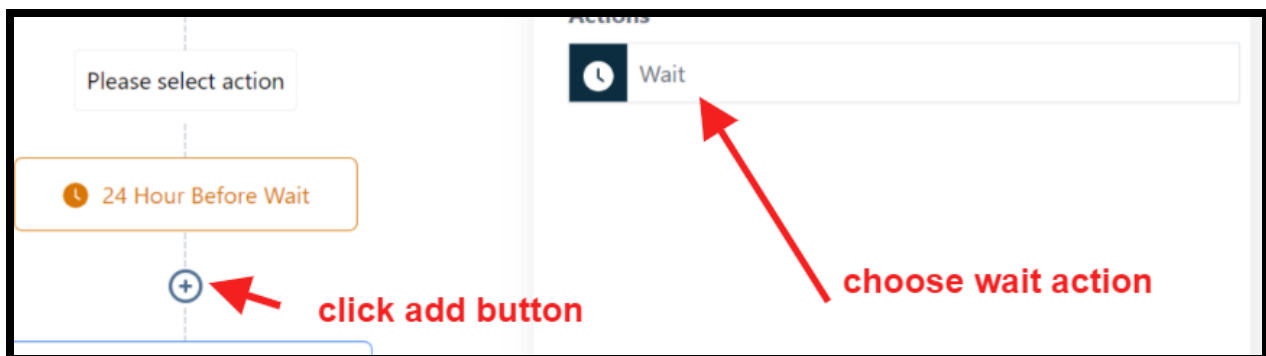 Actions
Please select action
Wait
24 Hour Before Wait
click add button
choose wait action